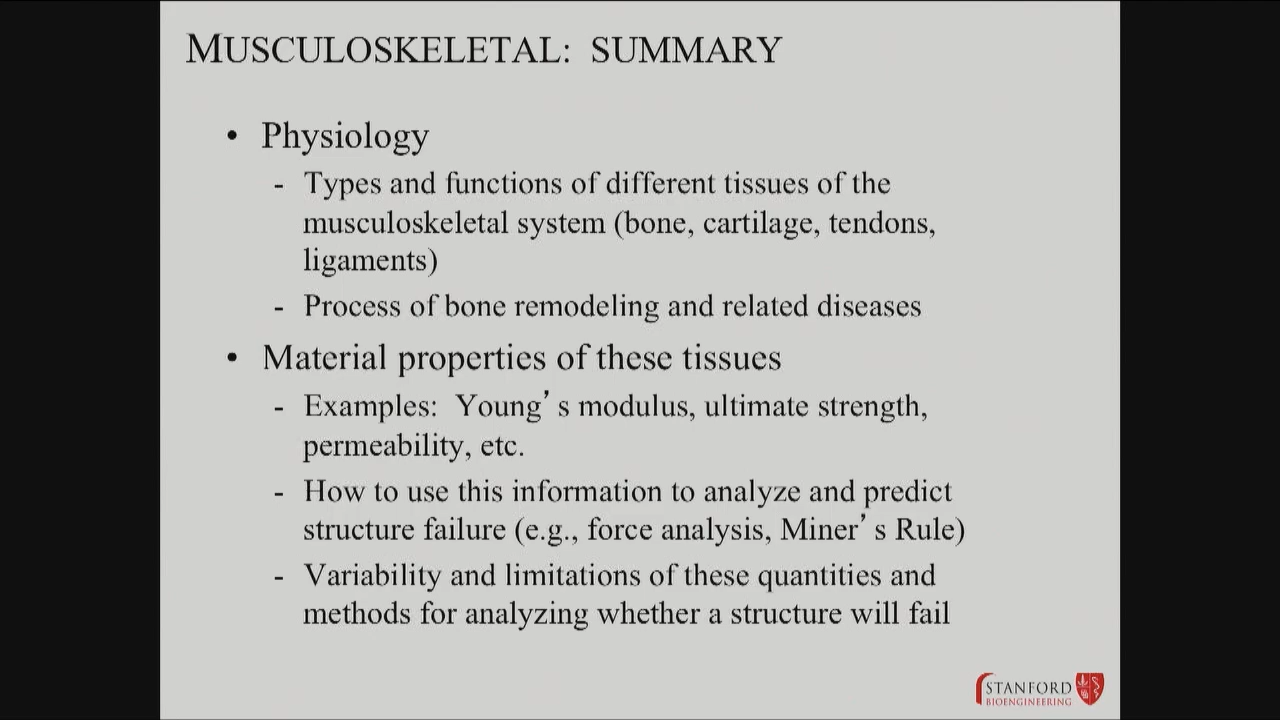 MUSCULOSKELETAL: SUMMARY
• Physiology
- Types and functions of different tissues of the
musculoskeletal system (bone, cartilage, tendons,
ligaments)
- Process of bone remodeling and related diseases
• Material properties of these tissues
- Examples: Young’s modulus, ultimate strength,
permeability, etc.
- How to use this information to analyze and predict
structure failure (e.g., force analysis, Miner’s Rule)
- Variability and limitations of these quantities and
methods for analyzing whether a structure will fail
STANFORD
BIOENGINEERING